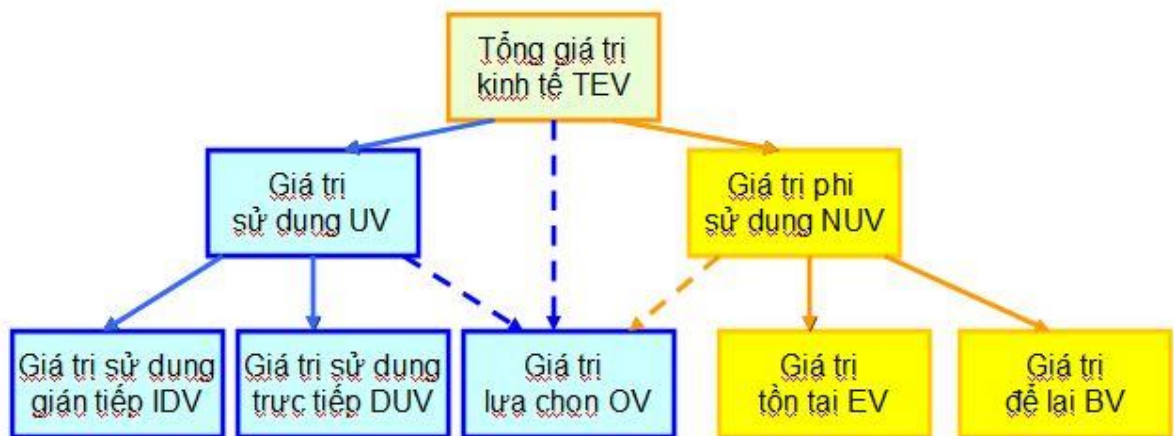 Tổng giá trị
kinh tế TEV
Giá trị
sử dụng UV
Giá trị phi
sử dụng NUV
Giá trị sử dụng
gián tiếp IDV
Giá trị sử dụng
trực tiếp DUV
Giá trị
lựa chọn OV
Giá trị
tồn tại EV
Giá trị
để lại BV